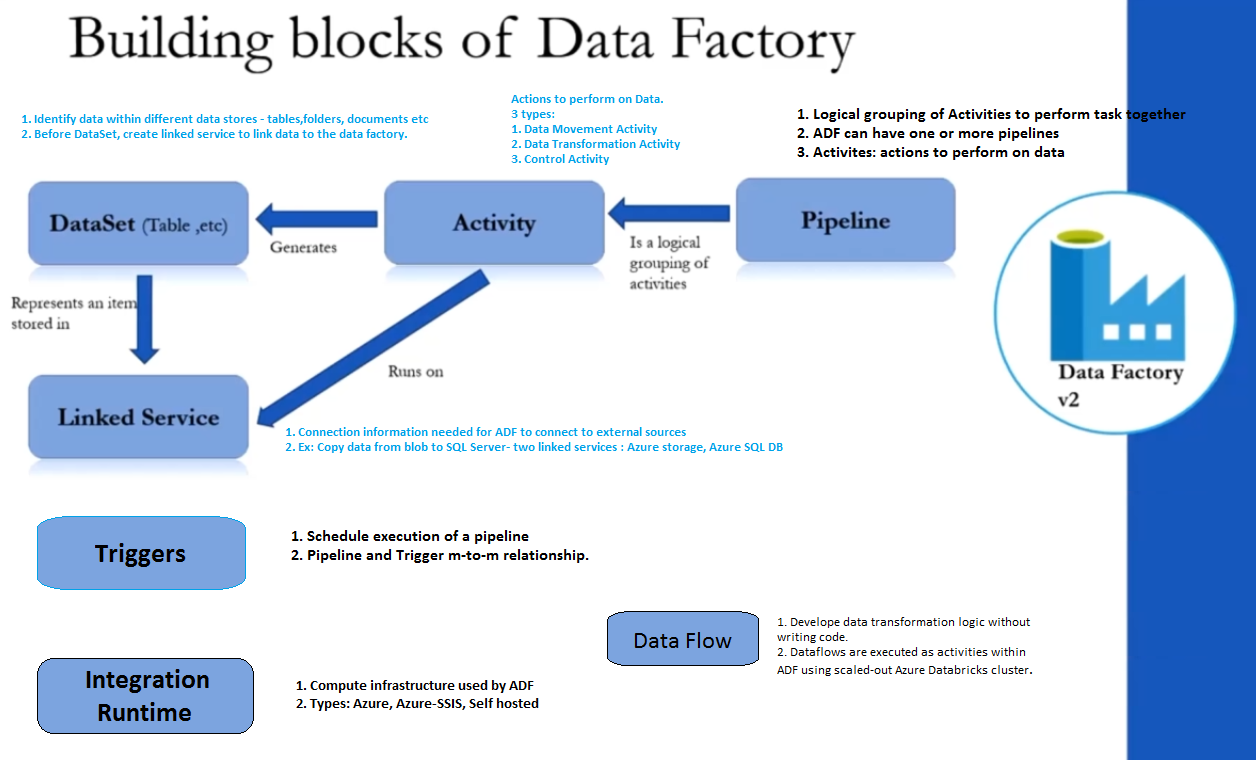 Building blocks of Data Factory
1. Identify data within different data stores - tables,folders, documents etc
2. Before DataSet, create linked service to link data to the data factory.
Actions to perform on Data.
3 types:
1. Data Movement Activity
2. Data Transformation Activity
3. Control Activity
1. Logical grouping of Activities to perform task together
2. ADF can have one or more pipelines
3. Activites: actions to perform on data
DataSet (Table ,etc)
Generates
Activity
Is a logical
grouping of
activities
Pipeline
Represents an item
stored in
Runs on
Data Factory
v2
Linked Service
1. Connection information needed for ADF to connect to external sources
2. Ex: Copy data from blob to SQL Server- two linked services : Azure storage, Azure SQL DB
Triggers
1. Schedule execution of a pipeline
2. Pipeline and Trigger m-to-m relationship.
Data Flow
1. Develope data transformation logic without
writing code.
2. Dataflows are executed as activities within
ADF using scaled-out Azure Databricks cluster.
Integration
Runtime
1. Compute infrastructure used by ADF
2. Types: Azure, Azure-SSIS, Self hosted